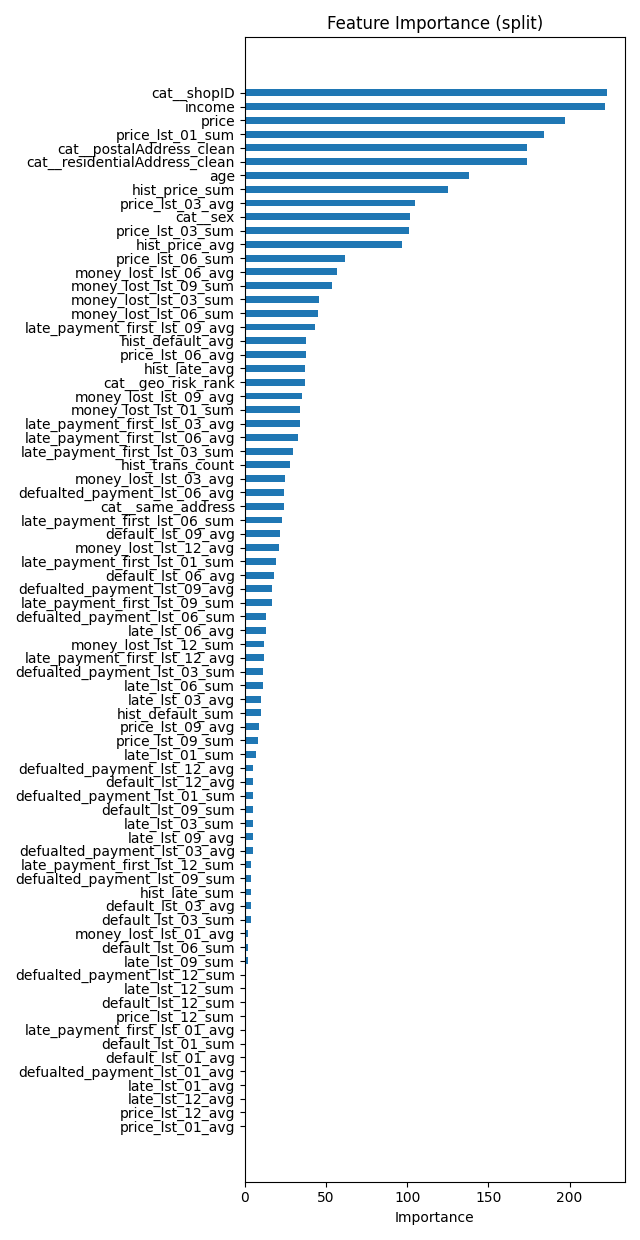 Feature Importance (split)
cat__shopID
income
price
price_lst_01_sum
cat__postalAddress_clean
cat__residentialAddress_clean
age
hist_price_sum
price_lst_03_avg
cat__sex
price_lst_03_sum
hist_price_avg
price_lst_06_sum
money_lost_lst_06_avg
money_lost_lst_09_sum
money_lost_lst_03_sum
money_lost_lst_06_sum
late_payment_first_lst_09_avg
hist_default_avg
price_lst_06_avg
hist_late_avg
cat__geo_risk_rank
money_lost_lst_09_avg
money_lost_lst_01_sum
late_payment_first_lst_03_avg
late_payment_first_lst_06_avg
late_payment_first_lst_03_sum
hist_trans_count
money_lost_lst_03_avg
defualted_payment_lst_06_avg
cat__same_address
late_payment_first_lst_06_sum
default_lst_09_avg
money_lost_lst_12_avg
late_payment_first_lst_01_sum
default_lst_06_avg
defualted_payment_lst_09_avg
late_payment_first_lst_09_sum
defualted_payment_lst_06_sum
late_lst_06_avg
money_lost_lst_12_sum
late_payment_first_lst_12_avg
defualted_payment_lst_03_sum
late_lst_06_sum
late_lst_03_avg
hist_default_sum
price_lst_09_avg
price_lst_09_sum
late_lst_01_sum
defualted_payment_lst_12_avg
default_lst_12_avg
defualted_payment_lst_01_sum
default_lst_09_sum
late_lst_03_sum
late_lst_09_avg
defualted_payment_lst_03_avg
late_payment_first_lst_12_sum
defualted_payment_lst_09_sum
hist_late_sum
default_lst_03_avg
default_lst_03_sum
money_lost_lst_01_avg
default_lst_06_sum
late_lst_09_sum
defualted_payment_lst_12_sum
late_lst_12_sum
default_lst_12_sum
price_lst_12_sum
late_payment_first_lst_01_avg
default_lst_01_sum
default_lst_01_avg
defualted_payment_lst_01_avg
late_lst_01_avg
late_lst_12_avg
price_lst_12_avg
price_lst_01_avg
0 50 100 150 200
Importance